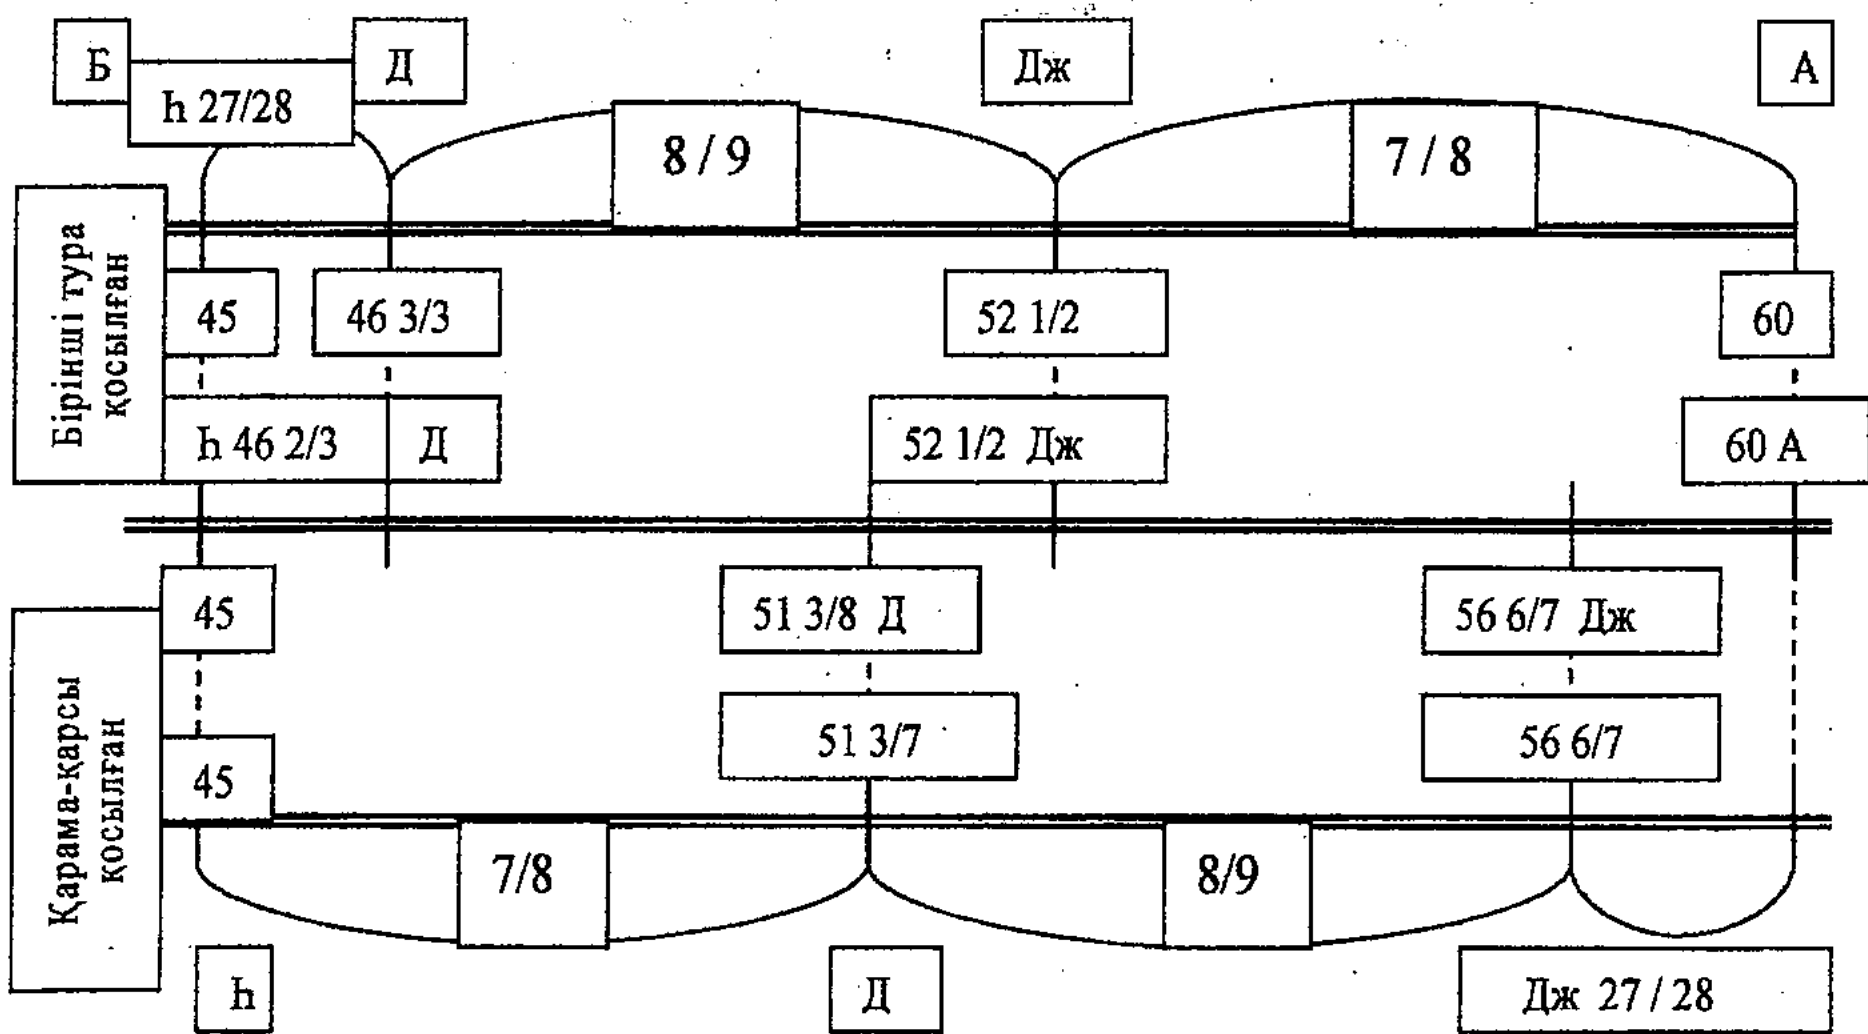 Б
Д
Дж
А
һ 27/28
8 / 9
7 / 8
Бірінші тура
қосылған
45
46 3/3
52 1/2
60
һ 46 2/3
Д
52 1/2 Дж
60 А
Қарама-қарсы
қосылған
45
51 3/8 Д
56 6/7 Дж
45
51 3/7
56 6/7
7/8
8/9
һ
Д
Дж 27 / 28